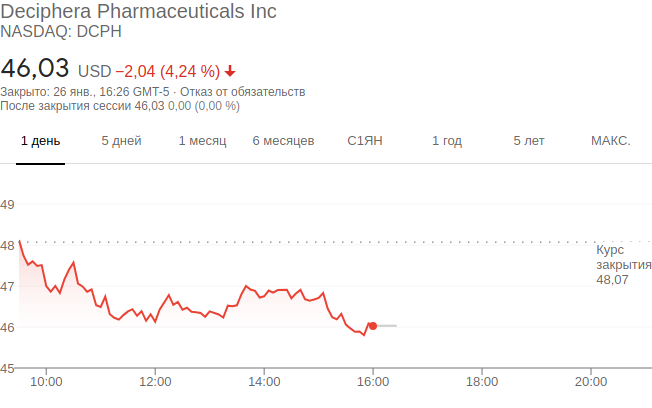 Deciphera Pharmaceuticals Inc
NASDAQ: DCPH
46,03 USD −2,04 (4,24 %)
Закрыто: 26 янв., 16:26 GMT-5 · Отказ от обязательств
После закрытия сессии 46,03 0,00 (0,00 %)
1 день 5 дней 1 месяц 6 месяцев С1ЯН 1 год 5 лет МАКС.
49
48
Курс
закрытия
48,07
47
46
45
10:00 12:00 14:00 16:00 18:00 20:00